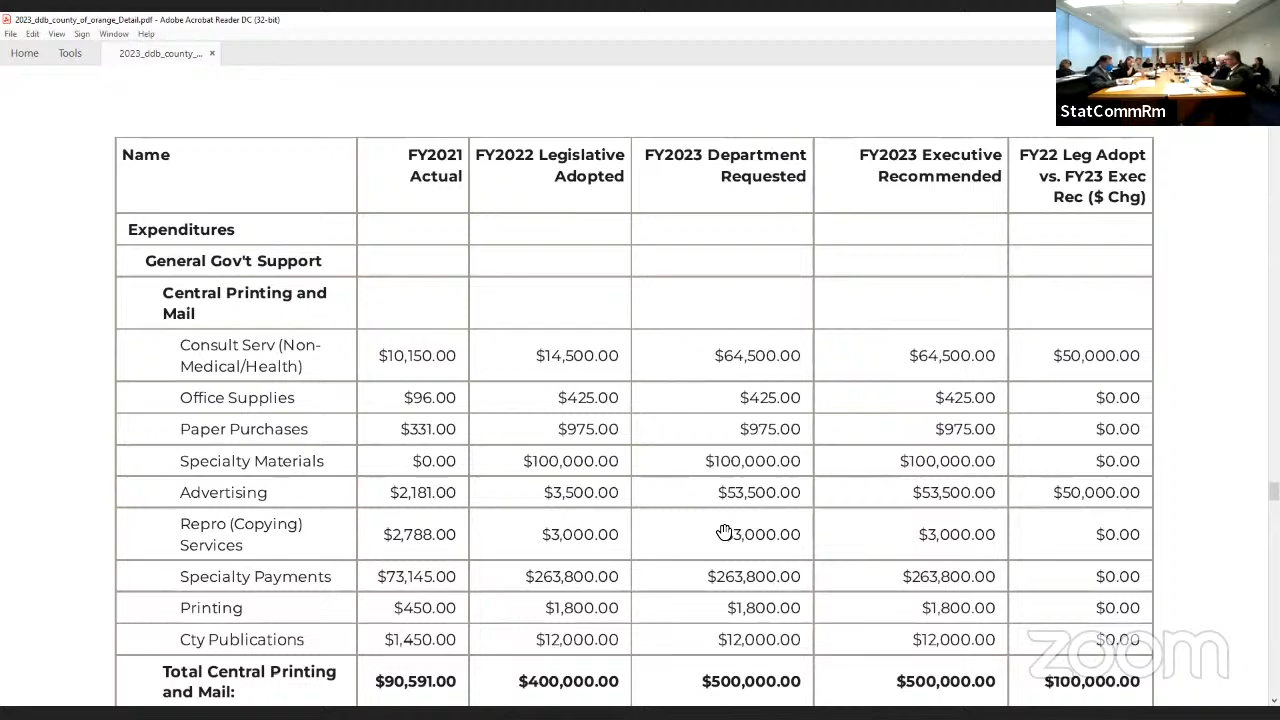 2023_ddb_county_of_orange_Detail.pdf - Adobe Acrobat Reader DC (32-bit)
File Edit View Sign Window Help
Home Tools 2023_ddb_county_... ×
StatCommRm
Name FY2021 Actual FY2022 Legislative Adopted FY2023 Department Requested FY2023 Executive Recommended FY22 Leg Adopt vs. FY23 Exec Rec ($ Chg)
Expenditures
General Gov't Support
Central Printing and Mail
Consult Serv (Non-Medical/Health) $10,150.00 $14,500.00 $64,500.00 $64,500.00 $50,000.00
Office Supplies $96.00 $425.00 $425.00 $425.00 $0.00
Paper Purchases $331.00 $975.00 $975.00 $975.00 $0.00
Specialty Materials $0.00 $100,000.00 $100,000.00 $100,000.00 $0.00
Advertising $2,181.00 $3,500.00 $53,500.00 $53,500.00 $50,000.00
Repro (Copying) Services $2,788.00 $3,000.00 3,000.00 $3,000.00 $0.00
Specialty Payments $73,145.00 $263,800.00 $263,800.00 $263,800.00 $0.00
Printing $450.00 $1,800.00 $1,800.00 $1,800.00 $0.00
Cty Publications $1,450.00 $12,000.00 $12,000.00 $12,000.00 $0.00
zoom
Total Central Printing and Mail: $90,591.00 $400,000.00 $500,000.00 $500,000.00 $100,000.00